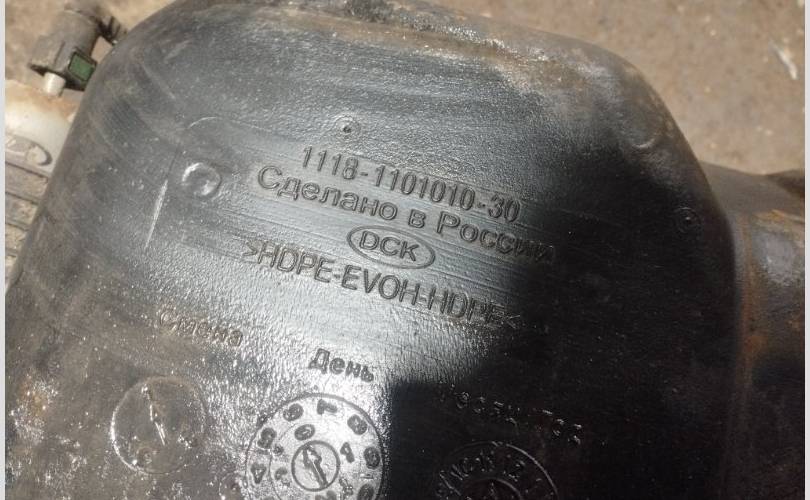 1118-1101010-30
Сделано в России
DCK
>HDPE-EVOH-HDPE<
Смена
День